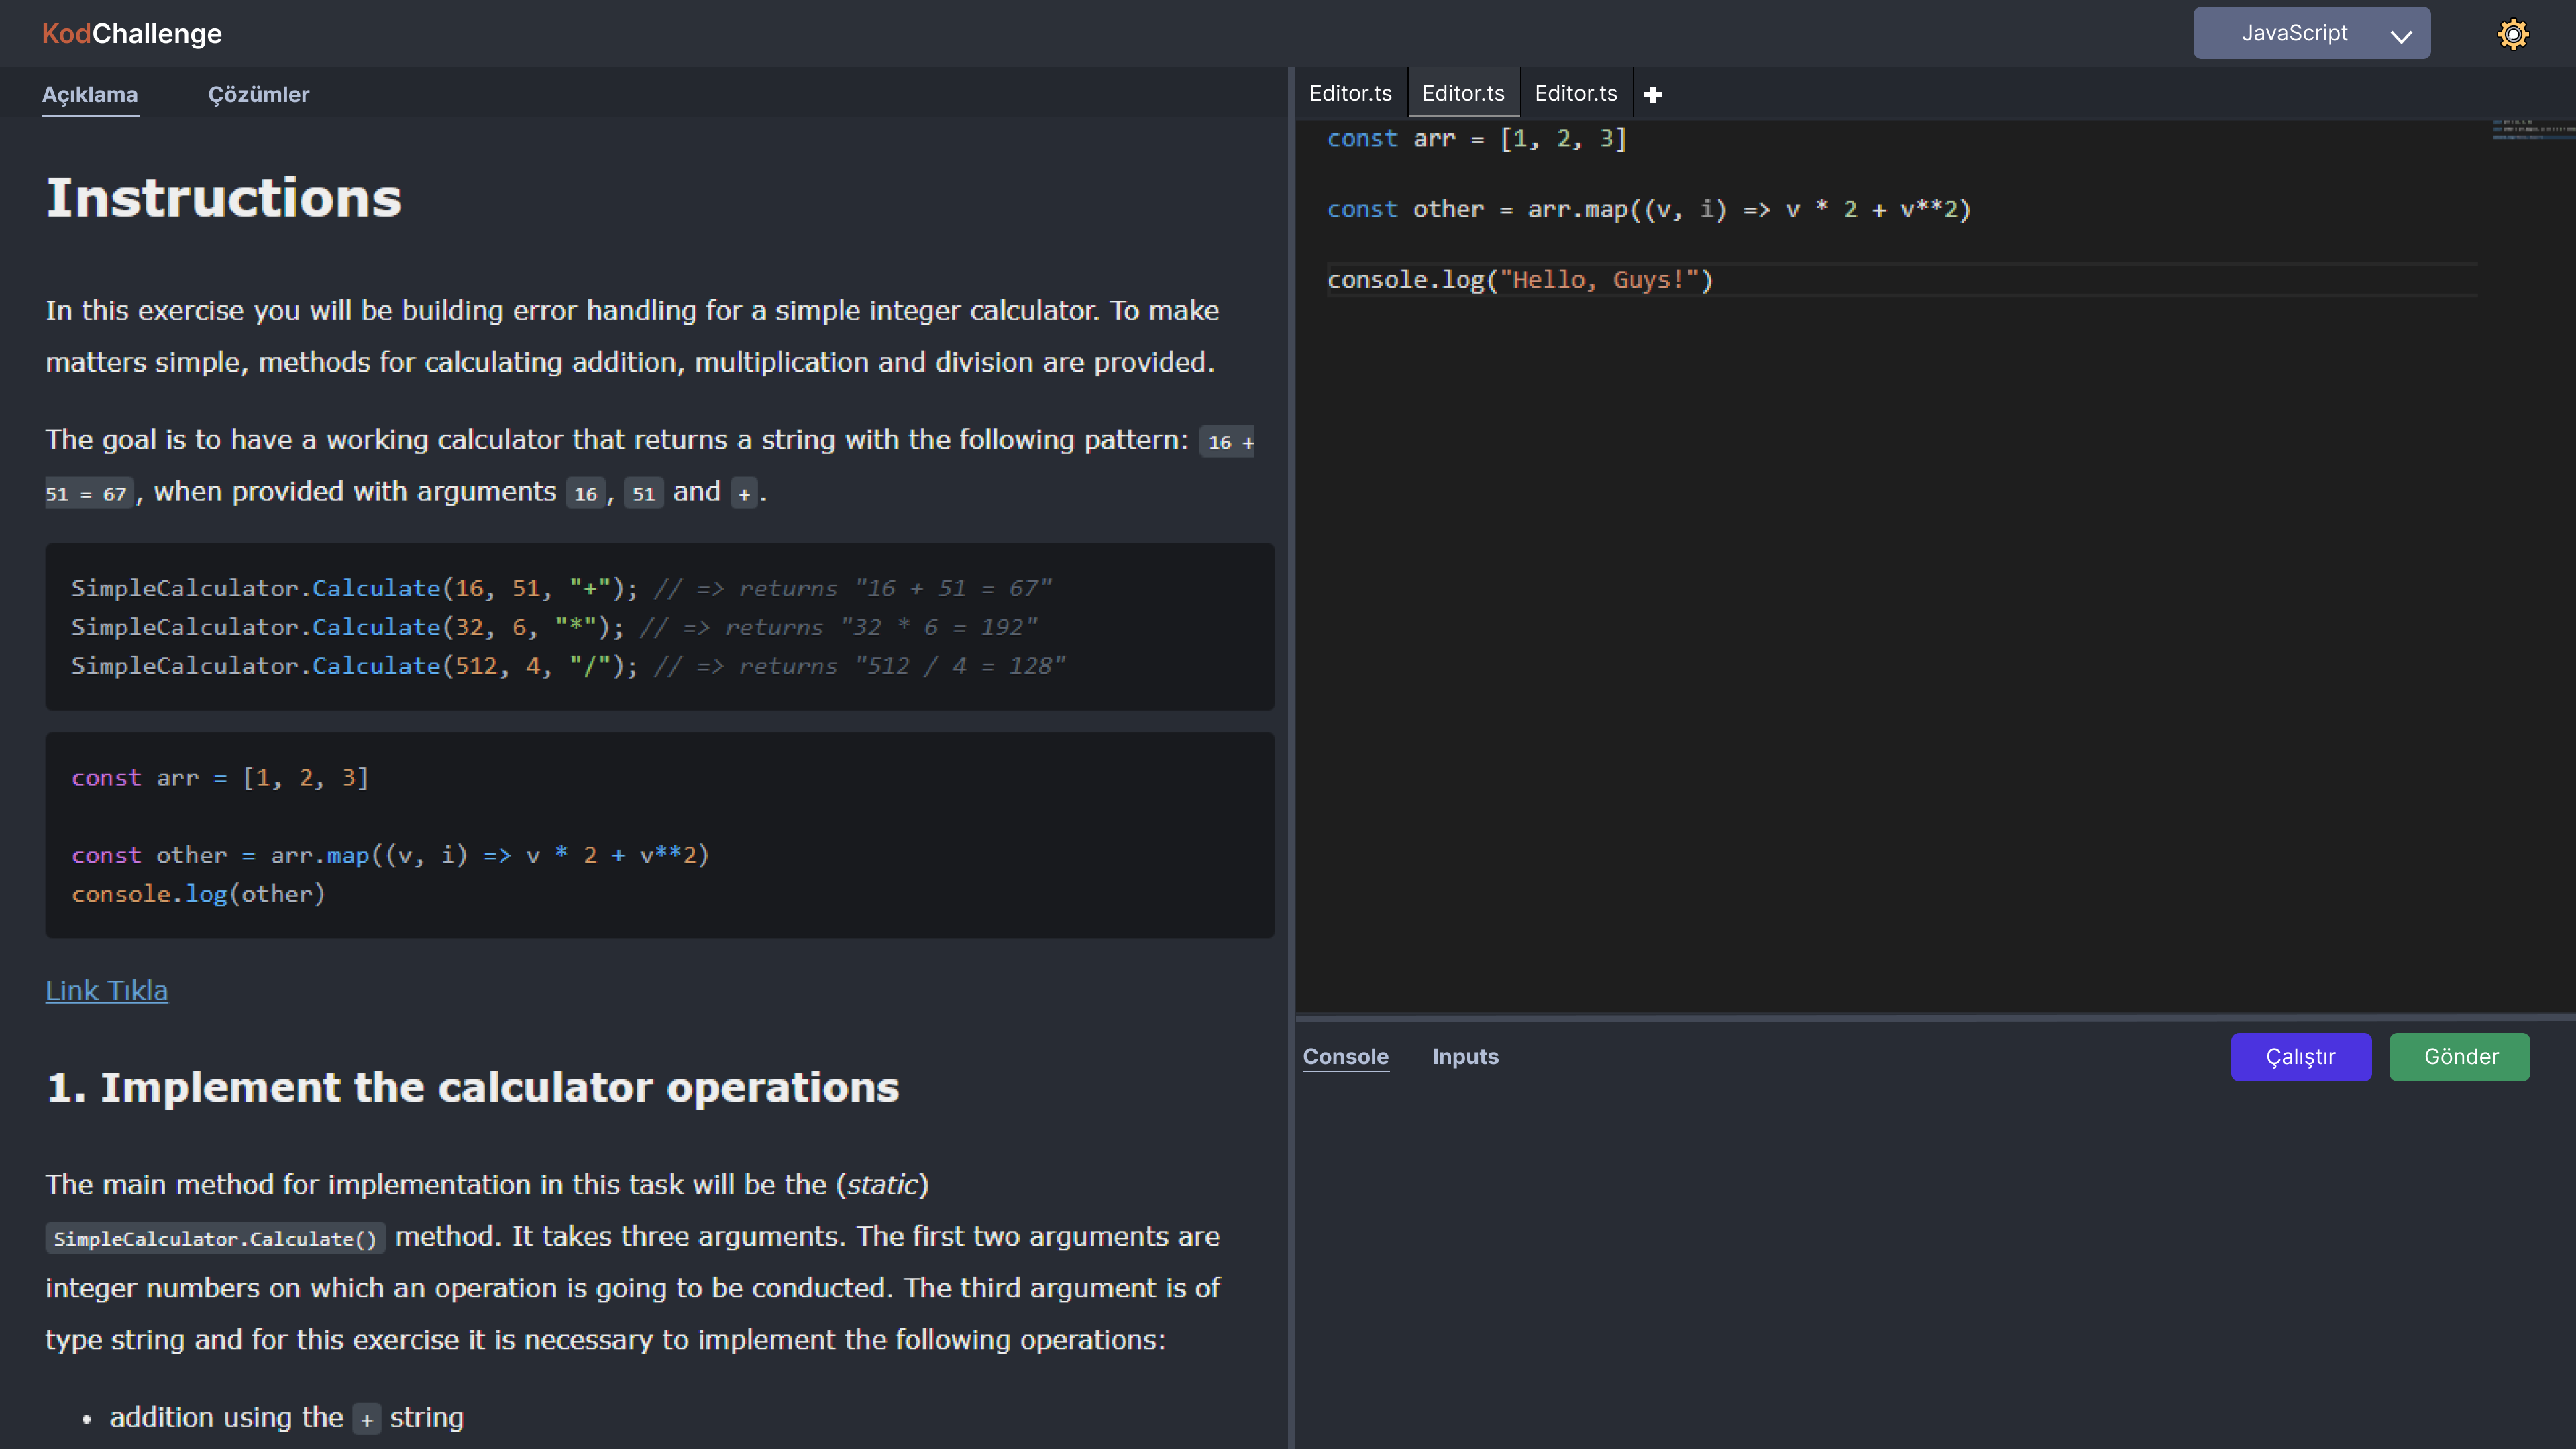 KodChallenge
JavaScript
Açıklama Çözümler
Instructions
In this exercise you will be building error handling for a simple integer calculator. To make
matters simple, methods for calculating addition, multiplication and division are provided.
The goal is to have a working calculator that returns a string with the following pattern: 16 +
51 = 67, when provided with arguments 16, 51 and +.
SimpleCalculator.Calculate(16, 51, "+"); // => returns "16 + 51 = 67"
SimpleCalculator.Calculate(32, 6, "*"); // => returns "32 * 6 = 192"
SimpleCalculator.Calculate(512, 4, "/"); // => returns "512 / 4 = 128"
const arr = [1, 2, 3]
const other = arr.map((v, i) => v * 2 + v**2)
console.log(other)
Link Tıkla
1. Implement the calculator operations
The main method for implementation in this task will be the (static)
SimpleCalculator.Calculate() method. It takes three arguments. The first two arguments are
integer numbers on which an operation is going to be conducted. The third argument is of
type string and for this exercise it is necessary to implement the following operations:
• addition using the + string
Editor.ts Editor.ts Editor.ts
const arr = [1, 2, 3]
const other = arr.map((v, i) => v * 2 + v**2)
console.log("Hello, Guys!")
Console Inputs
Çalıştır Gönder